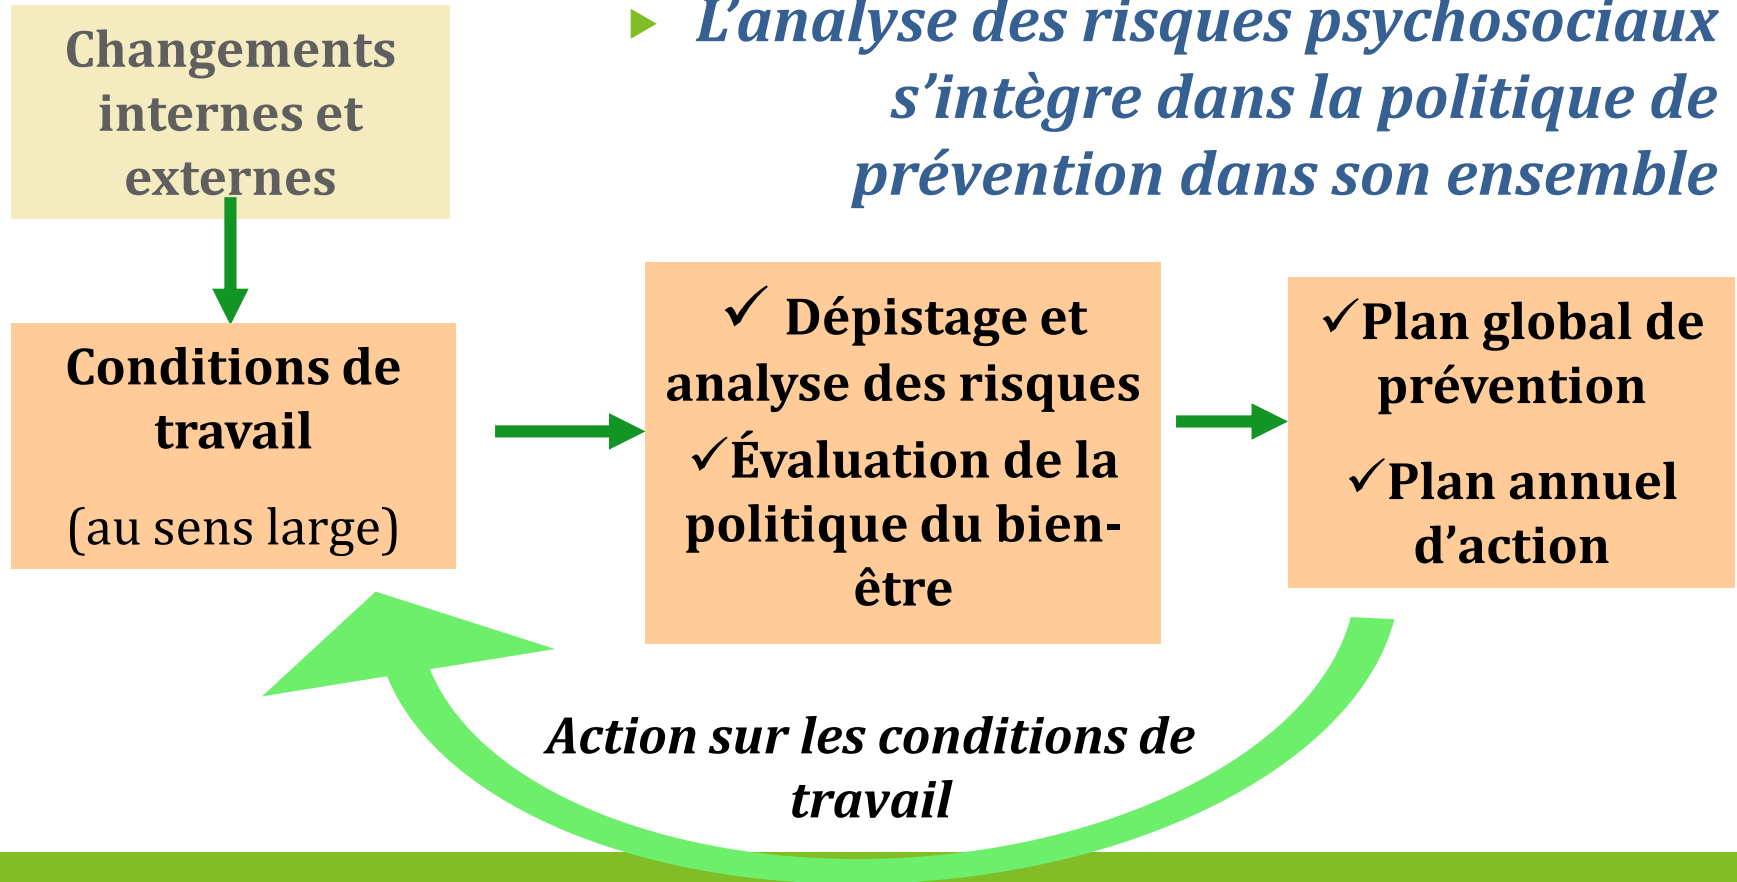 Changements
internes et
externes
L’analyse des risques psychosociaux
s’intègre dans la politique de
prévention dans son ensemble
Conditions de
travail
(au sens large)
✓ Dépistage et
analyse des risques
✓Évaluation de la
politique du bien-
être
✓Plan global de
prévention
✓Plan annuel
d’action
Action sur les conditions de
travail